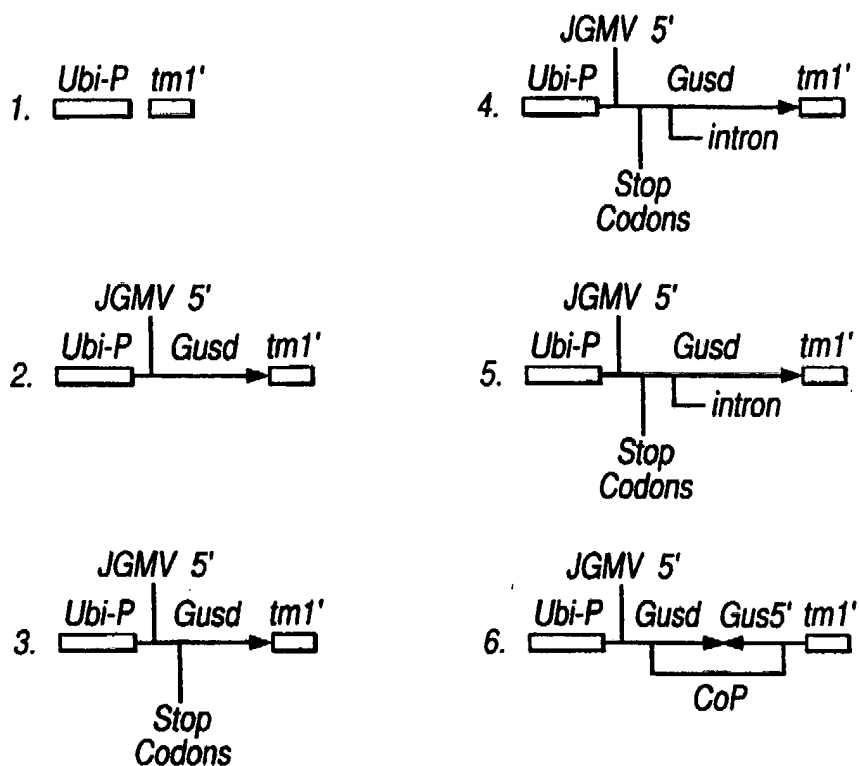 Ubi-P tm1'
1.
JGMV 5'
Ubi-P Gusd tm1'
2.
JGMV 5'
Ubi-P Gusd tm1'
3.
Stop
Codons
JGMV 5'
Ubi-P Gusd tm1'
4.
intron
Stop
Codons
JGMV 5'
Ubi-P Gusd tm1'
5.
intron
Stop
Codons
JGMV 5'
Ubi-P Gusd Gus5' tm1'
6.
CoP